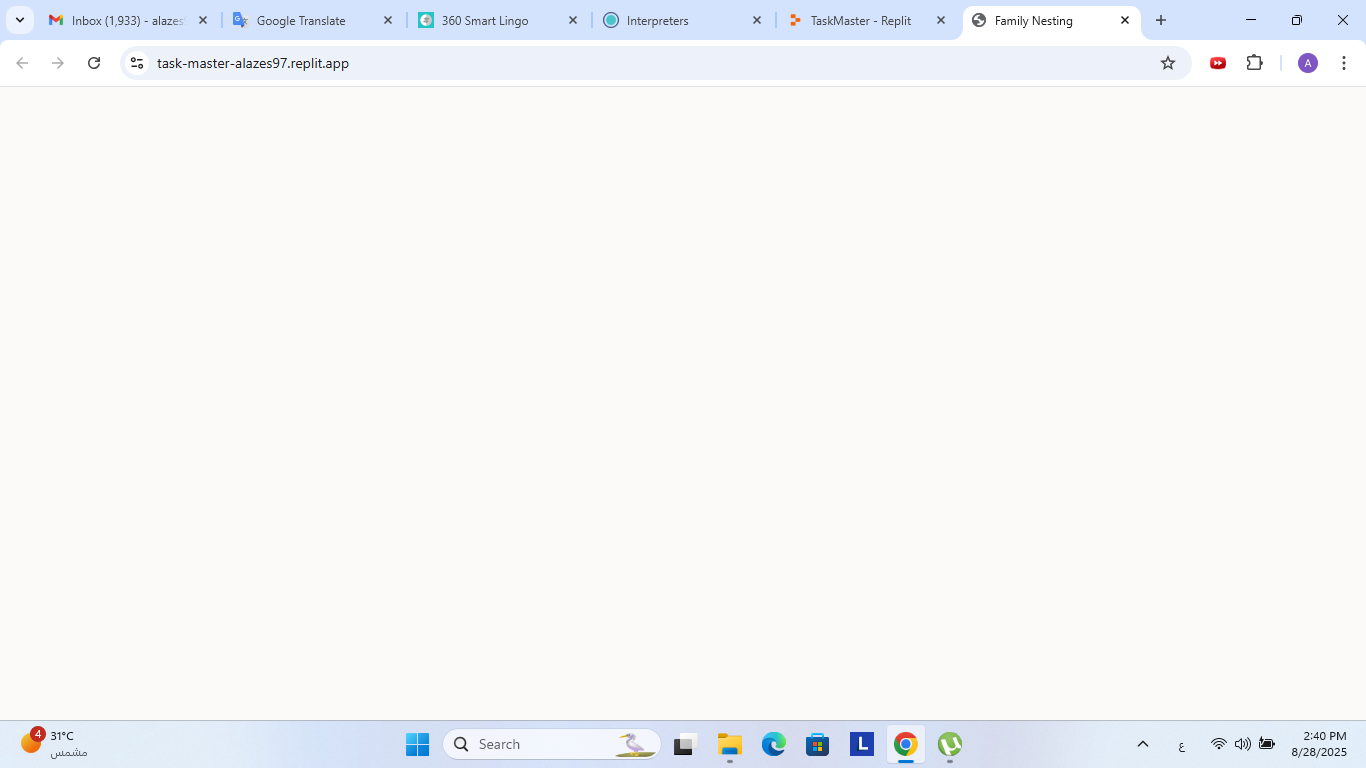 Inbox (1,933) - alazes
Google Translate
360 Smart Lingo
Interpreters
TaskMaster - Replit
Family Nesting
task-master-alazes97.replit.app
A
4
31°C
مشمس
Search
L
ع
2:40 PM
8/28/2025